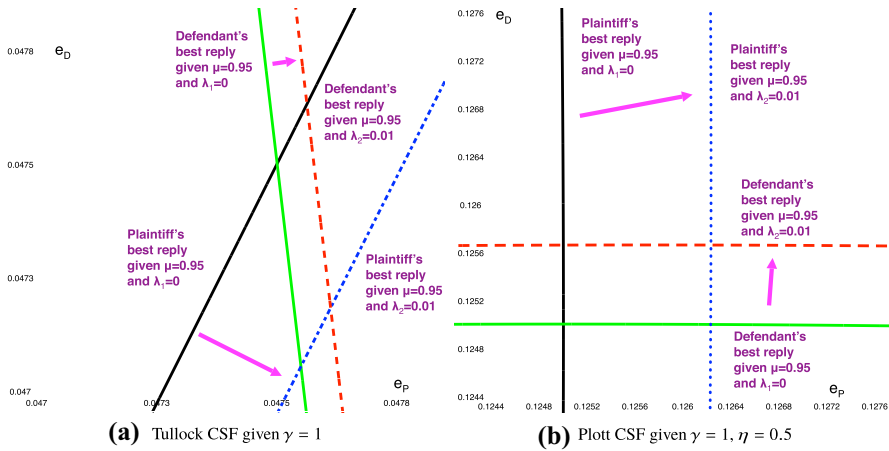 0.0478
0.0475
0.0473
0.047
e_D
Defendant's
best reply
given μ=0.95
and λ₁=0
Defendant's
best reply
given μ=0.95
and λ₂=0.01
Plaintiff's
best reply
given μ=0.95
and λ₁=0
Plaintiff's
best reply
given μ=0.95
and λ₂=0.01
e_P
0.047
0.0473
0.0475
0.0478
(a) Tullock CSF given γ = 1
0.1276
0.1272
0.1268
0.1264
0.126
0.1256
0.1252
0.1248
0.1244
e_D
Plaintiff's
best reply
given μ=0.95
and λ₁=0
Plaintiff's
best reply
given μ=0.95
and λ₂=0.01
Defendant's
best reply
given μ=0.95
and λ₂=0.01
Defendant's
best reply
given μ=0.95
and λ₁=0
e_P
0.1244
0.1248
0.1252
0.1256
0.126
0.1264
0.1268
0.1272
0.1276
(b) Plott CSF given γ = 1, η = 0.5